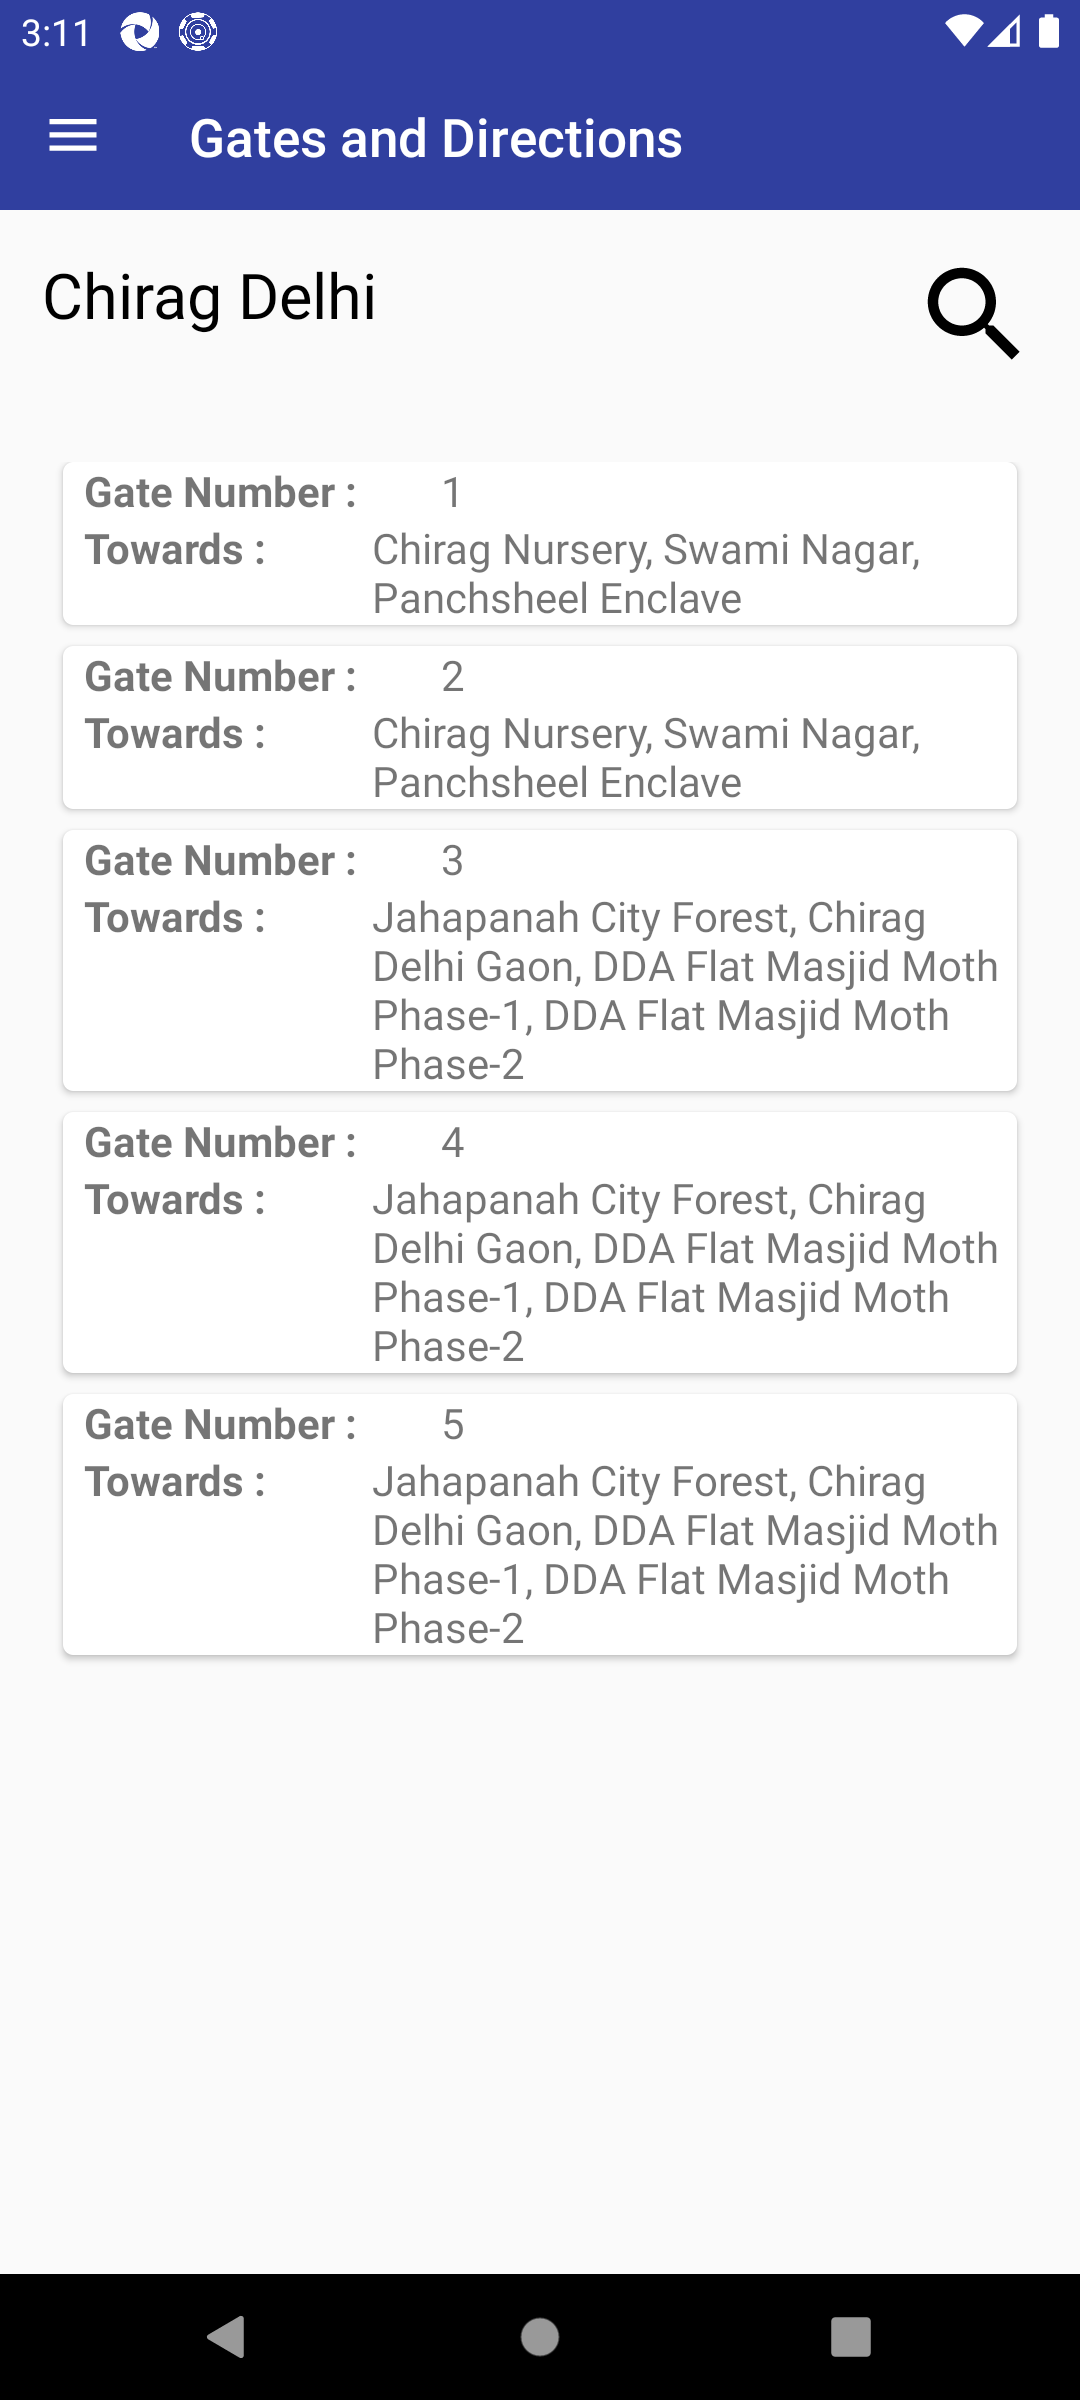 3:11
Gates and Directions
Chirag Delhi
Gate Number : 1
Towards : Chirag Nursery, Swami Nagar,
Panchsheel Enclave
Gate Number : 2
Towards : Chirag Nursery, Swami Nagar,
Panchsheel Enclave
Gate Number : 3
Towards : Jahapanah City Forest, Chirag
Delhi Gaon, DDA Flat Masjid Moth
Phase-1, DDA Flat Masjid Moth
Phase-2
Gate Number : 4
Towards : Jahapanah City Forest, Chirag
Delhi Gaon, DDA Flat Masjid Moth
Phase-1, DDA Flat Masjid Moth
Phase-2
Gate Number : 5
Towards : Jahapanah City Forest, Chirag
Delhi Gaon, DDA Flat Masjid Moth
Phase-1, DDA Flat Masjid Moth
Phase-2